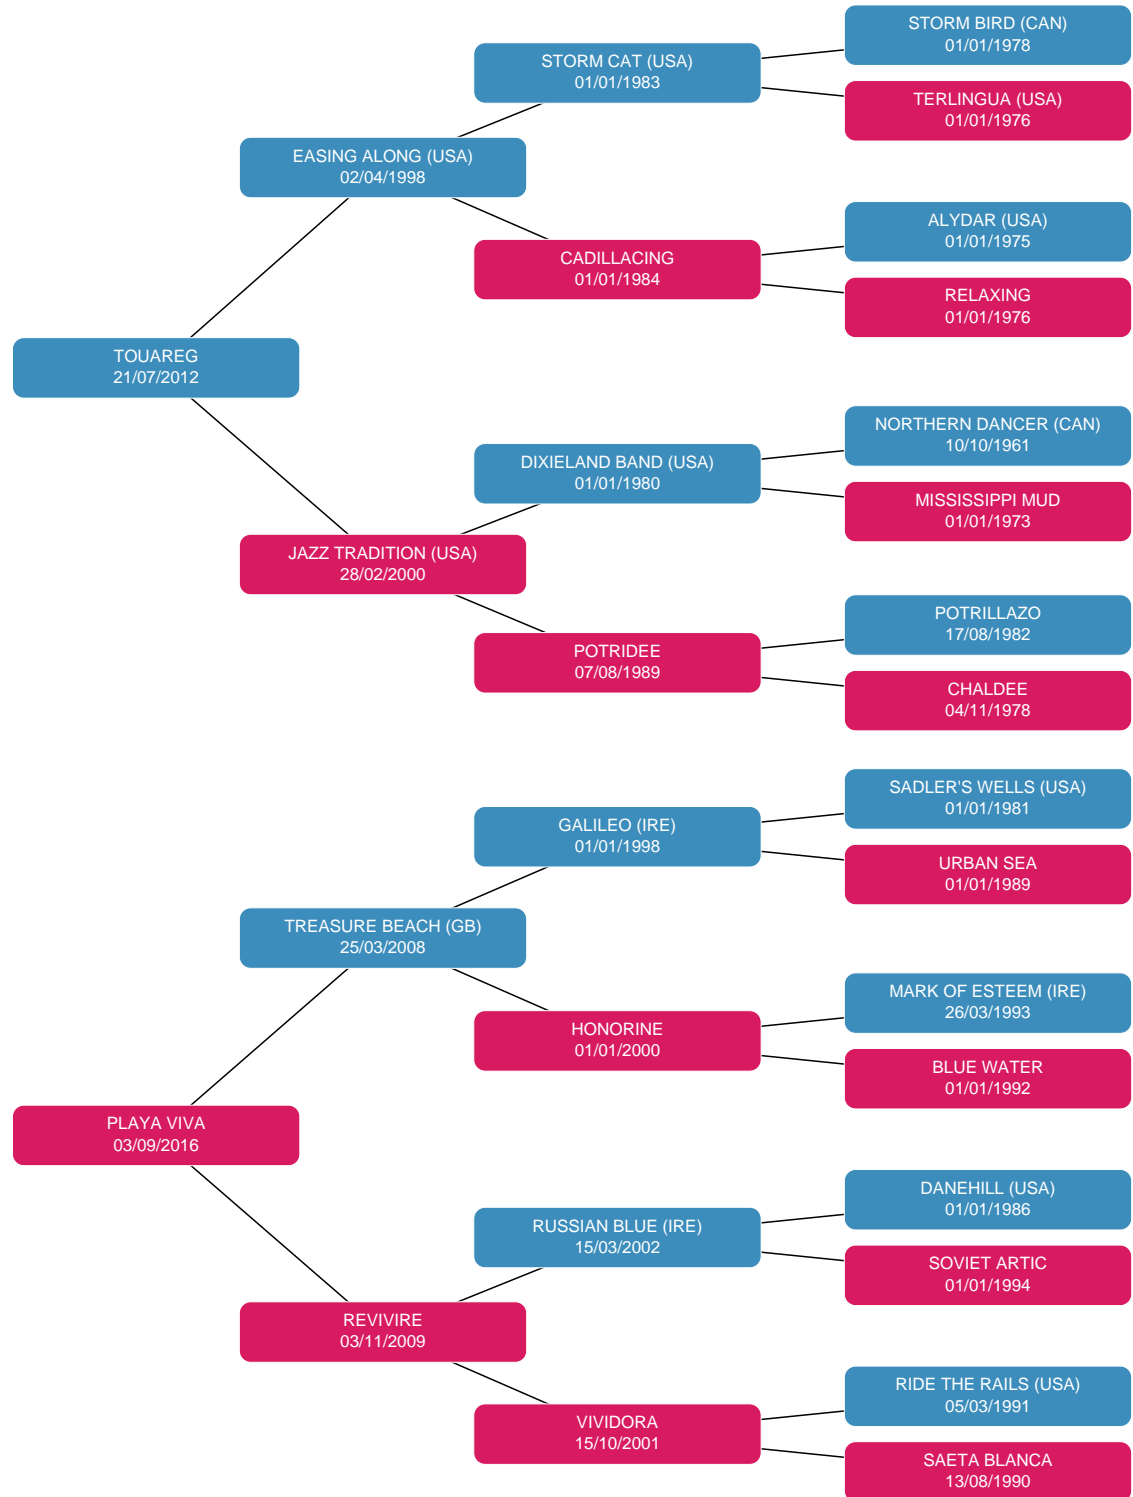 STORM BIRD (CAN)
01/01/1978
STORM CAT (USA)
01/01/1983
TERLINGUA (USA)
01/01/1976
EASING ALONG (USA)
02/04/1998
ALYDAR (USA)
01/01/1975
CADILLACING
01/01/1984
RELAXING
01/01/1976
TOUAREG
21/07/2012
NORTHERN DANCER (CAN)
10/10/1961
DIXIELAND BAND (USA)
01/01/1980
MISSISSIPPI MUD
01/01/1973
JAZZ TRADITION (USA)
28/02/2000
POTRILLAZO
17/08/1982
POTRIDEE
07/08/1989
CHALDEE
04/11/1978
SADLER'S WELLS (USA)
01/01/1981
GALILEO (IRE)
01/01/1998
URBAN SEA
01/01/1989
TREASURE BEACH (GB)
25/03/2008
MARK OF ESTEEM (IRE)
26/03/1993
HONORINE
01/01/2000
BLUE WATER
01/01/1992
PLAYA VIVA
03/09/2016
DANEHILL (USA)
01/01/1986
RUSSIAN BLUE (IRE)
15/03/2002
SOVIET ARTIC
01/01/1994
REVIVIRE
03/11/2009
RIDE THE RAILS (USA)
05/03/1991
VIVIDORA
15/10/2001
SAETA BLANCA
13/08/1990